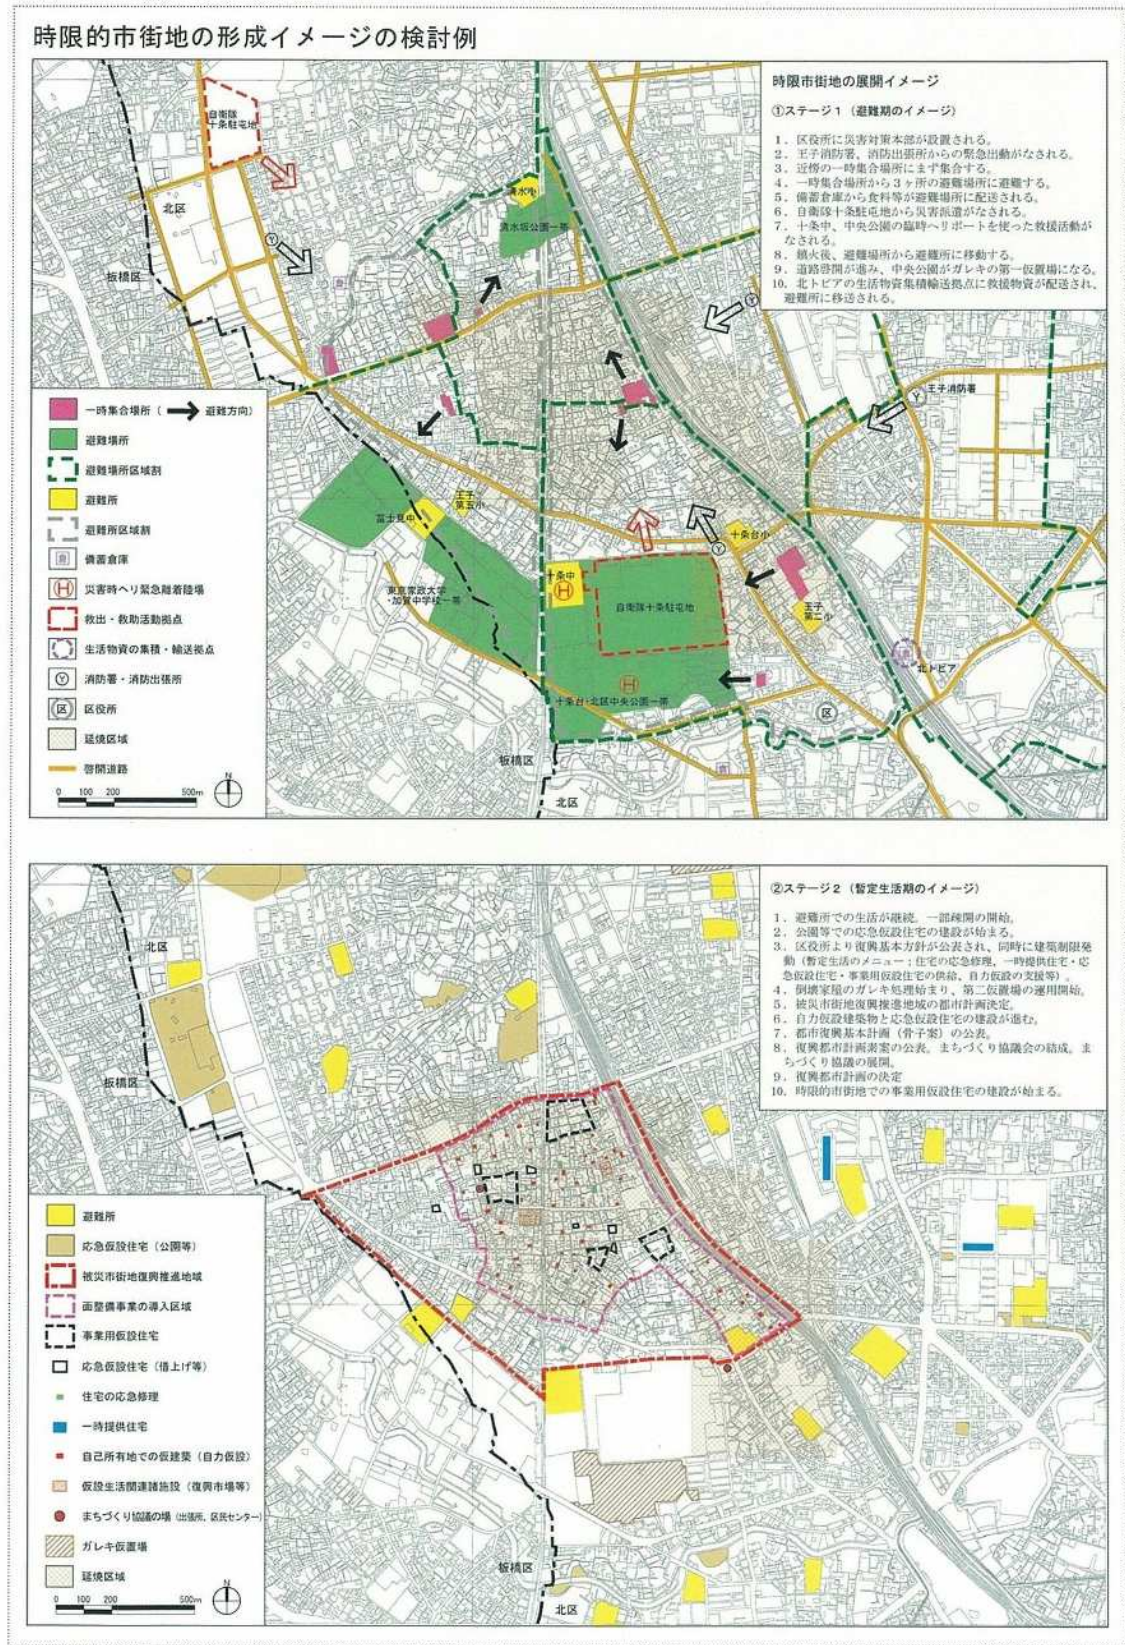 時限的市街地の形成イメージの検討例
時限市街地の展開イメージ
①ステージ1（避難期のイメージ）
1．区役所に災害対策本部が設置される。
2．王子消防署、消防出張所からの緊急出動がなされる。
3．近傍の一時集合場所にまず集合する。
4．一時集合場所から3ヶ所の避難場所に避難する。
5．備蓄倉庫から食料等が避難場所に配送される。
6．自衛隊十条駐屯地から災害派遣がなされる。
7．十条中、中央公園の臨時ヘリポートを使った救援活動が
なされる。
8．鎮火後、避難場所から避難所に移動する。
9．道路啓開が進み、中央公園がガレキの第一仮置場になる。
10．北トピアの生活物資集積輸送拠点に救援物資が配送され、
避難所に移送される。
自衛隊
十条駐屯地
北区
板橋区
清水小
清水坂公園一帯
王子消防署
王子
第五小
富士見中
十条台小
十条中
東京家政大学
・加賀中学校一帯
自衛隊十条駐屯地
王子
第二小
北トピア
十条台・北区中央公園一帯
区
板橋区
北区
一時集合場所（ 避難方向）
避難場所
避難場所区域割
避難所
避難所区域割
倉 備蓄倉庫
H 災害時ヘリ緊急離着陸場
救出・救助活動拠点
生活物資の集積・輸送拠点
Y 消防署・消防出張所
区 区役所
延焼区域
啓開道路
N
0 100 200 500m
②ステージ2（暫定生活期のイメージ）
1．避難所での生活が継続。一部疎開の開始。
2．公園等での応急仮設住宅の建設が始まる。
3．区役所より復興基本方針が公表され、同時に建築制限発
動（暫定生活のメニュー：住宅の応急修理、一時提供住宅・応
急仮設住宅・事業用仮設住宅の供給、自力仮設の支援等）。
4．倒壊家屋のガレキ処理始まり、第二仮置場の運用開始。
5．被災市街地復興推進地域の都市計画決定。
6．自力仮設建築物と応急仮設住宅の建設が進む。
7．都市復興基本計画（骨子案）の公表。
8．復興都市計画素案の公表。まちづくり協議会の結成。ま
ちづくり協議の展開。
9．復興都市計画の決定
10．時限的市街地での事業用仮設住宅の建設が始まる。
北区
板橋区
板橋区
北区
避難所
応急仮設住宅（公園等）
被災市街地復興推進地域
面整備事業の導入区域
事業用仮設住宅
応急仮設住宅（借上げ等）
住宅の応急修理
一時提供住宅
自己所有地での仮建築（自力仮設）
仮設生活関連諸施設（復興市場等）
まちづくり協議の場（出張所、区民センター）
ガレキ仮置場
延焼区域
N
0 100 200 500m